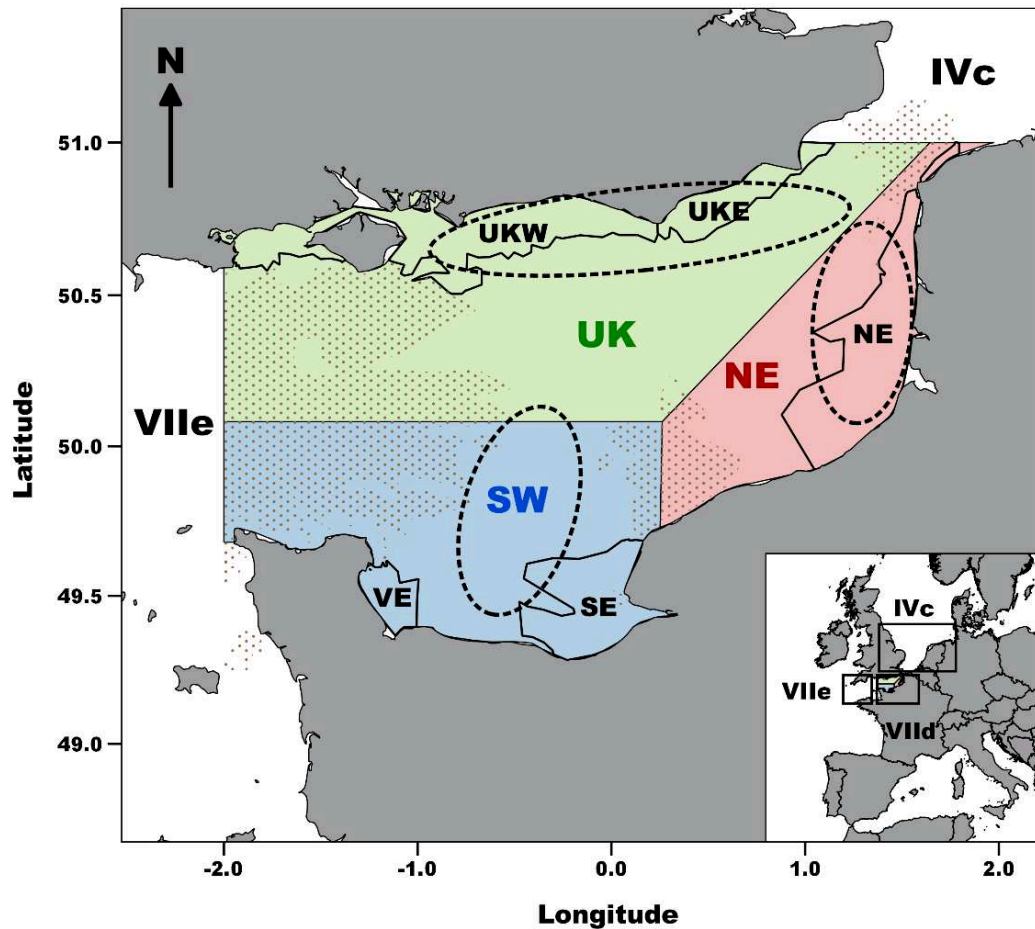 N
IVc
51.0
UKW
UKE
50.5
UK
NE
NE
VIIe
50.0
Latitude
SW
49.5
VE
SE
49.0
IVc
VIIe
VIId
-2.0
-1.0
0.0
1.0
2.0
Longitude